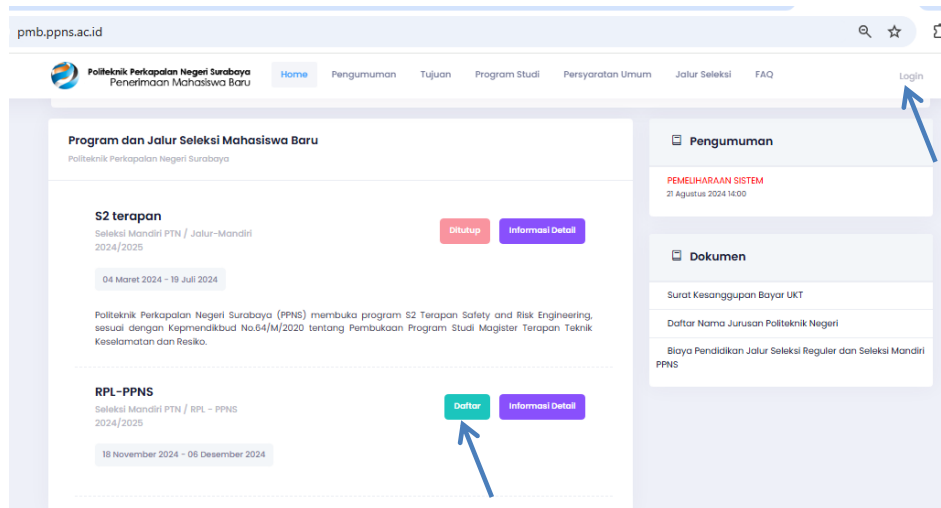 pmb.ppns.ac.id
Politeknik Perkapalan Negeri Surabaya
Penerimaan Mahasiswa Baru
Home Pengumuman Tujuan Program Studi Persyaratan Umum Jalur Seleksi FAQ Login
Program dan Jalur Seleksi Mahasiswa Baru
Politeknik Perkapalan Negeri Surabaya
S2 terapan
Seleksi Mandiri PTN / Jalur-Mandiri
2024/2025
Ditutup Informasi Detail
04 Maret 2024 - 19 Juli 2024
Politeknik Perkapalan Negeri Surabaya (PPNS) membuka program S2 Terapan Safety and Risk Engineering,
sesuai dengan Kepmendikbud No.64/M/2020 tentang Pembukaan Program Studi Magister Terapan Teknik
Keselamatan dan Resiko.
RPL-PPNS
Seleksi Mandiri PTN / RPL - PPNS
2024/2025
Daftar Informasi Detail
18 November 2024 - 06 Desember 2024
Pengumuman
PEMELIHARAAN SISTEM
21 Agustus 2024 14:00
Dokumen
Surat Kesanggupan Bayar UKT
Daftar Nama Jurusan Politeknik Negeri
Biaya Pendidikan Jalur Seleksi Reguler dan Seleksi Mandiri
PPNS